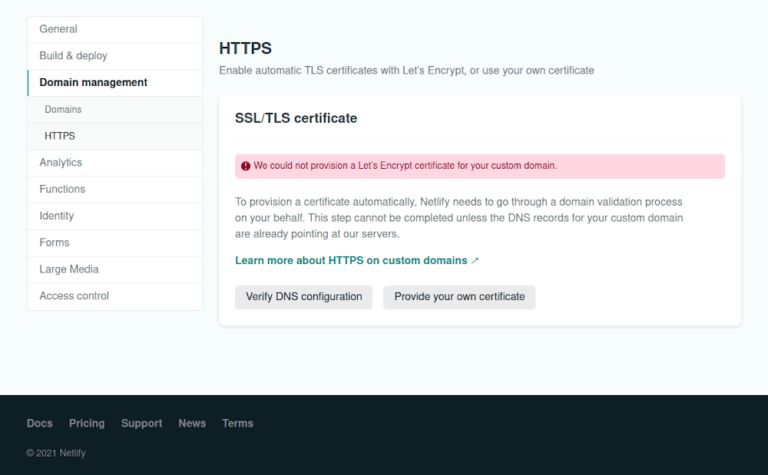 General
Build & deploy
Domain management
Domains
HTTPS
Analytics
Functions
Identity
Forms
Large Media
Access control
HTTPS
Enable automatic TLS certificates with Let's Encrypt, or use your own certificate
SSL/TLS certificate
We could not provision a Let's Encrypt certificate for your custom domain.
To provision a certificate automatically, Netlify needs to go through a domain validation process
on your behalf. This step cannot be completed unless the DNS records for your custom domain
are already pointing at our servers.
Learn more about HTTPS on custom domains ↗
Verify DNS configuration
Provide your own certificate
Docs Pricing Support News Terms
© 2021 Netlify